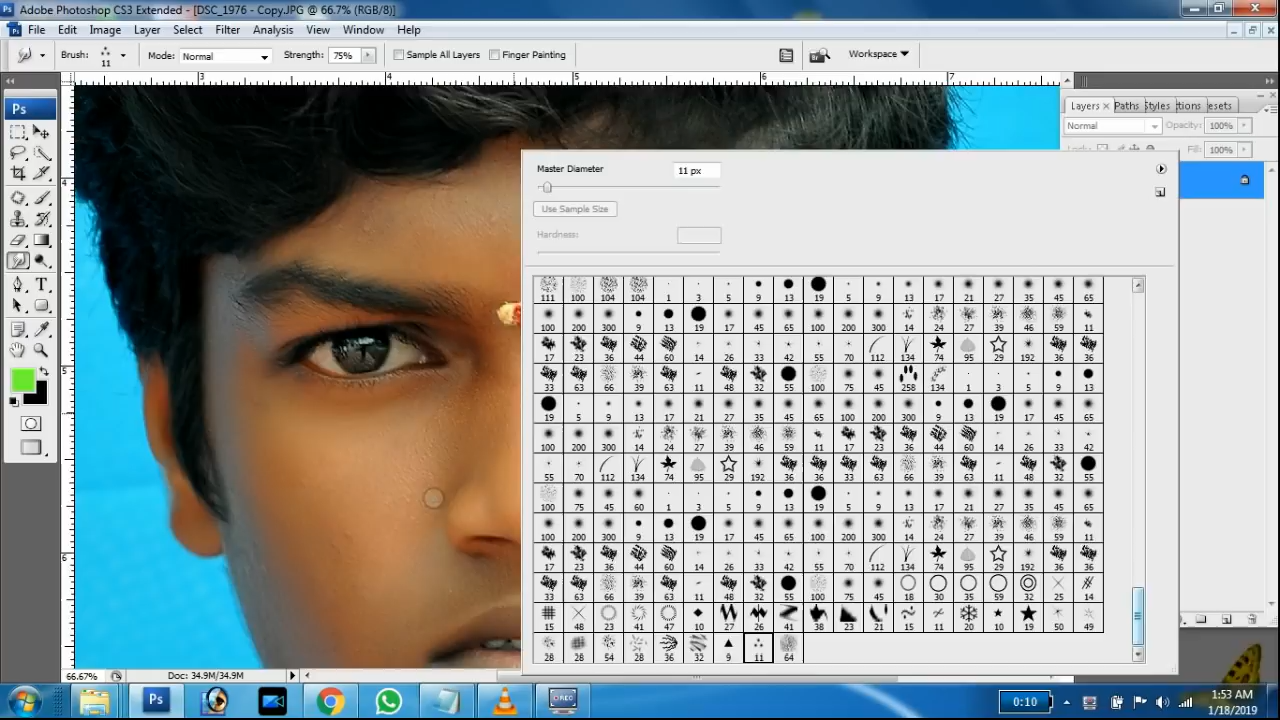 Adobe Photoshop CS3 Extended - [DSC_1976 - Copy.JPG @ 66.7% (RGB/8)]
File Edit Image Layer Select Filter Analysis View Window Help
Brush: 11 Mode: Normal Strength: 75% Sample All Layers Finger Painting Workspace
3 4 5 6 7
Ps
Layers × Paths Styles ctions esets
Normal Opacity: 100%
Fill: 100%
4
5
6
Master Diameter 11 px
Use Sample Size
Hardness:
111 100 104 104 1 3 5 9 13 19 5 9 13 17 21 27 35 45 65
100 200 300 9 13 19 17 45 65 100 200 300 14 24 27 39 46 59 11
17 23 36 44 60 14 26 33 42 55 70 112 134 74 95 29 192 36 36
33 63 66 39 63 11 48 32 55 100 75 45 258 134 1 3 5 9 13
19 5 9 13 17 21 27 35 45 65 100 200 300 9 13 19 17 45 65
100 200 300 14 24 27 39 46 59 11 17 23 36 44 60 14 26 33 42
55 70 112 134 74 95 29 192 36 36 33 63 66 39 63 11 48 32 55
100 75 45 60 1 3 5 9 13 19 5 9 13 17 21 27 35 45 65
100 200 300 9 13 19 17 45 65 100 200 300 14 24 27 39 46 59 11
17 23 36 44 60 14 26 33 42 55 70 112 134 74 95 29 192 36 36
33 63 66 39 63 11 48 32 55 100 75 45 18 30 35 59 32 25 14
15 48 23 41 47 10 27 26 41 38 23 21 15 11 20 10 19 50 49
28 28 54 28 36 32 9 11 64
66.67% Doc: 34.9M/34.9M
Ps REC 0:10 1:53 AM
1/18/2019